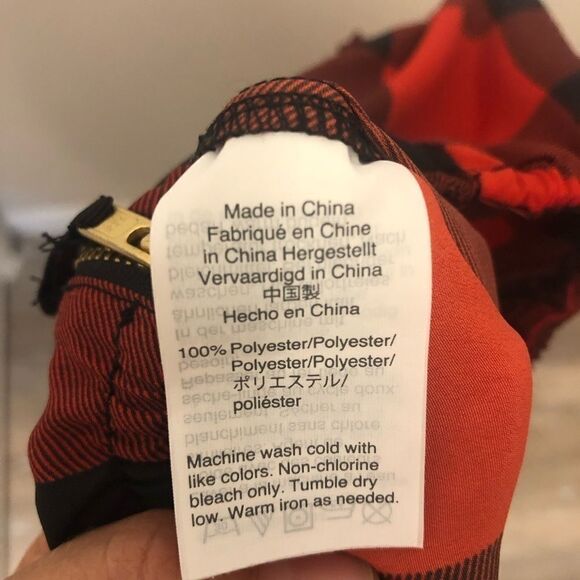 Made in China
Fabriqué en Chine
in China Hergestellt
Vervaardigd in China
中国製
Hecho en China
100% Polyester/Polyester/
Polyester/Polyester/
ポリエステル/
poliéster
Machine wash cold with
like colors. Non-chlorine
bleach only. Tumble dry
low. Warm iron as needed.